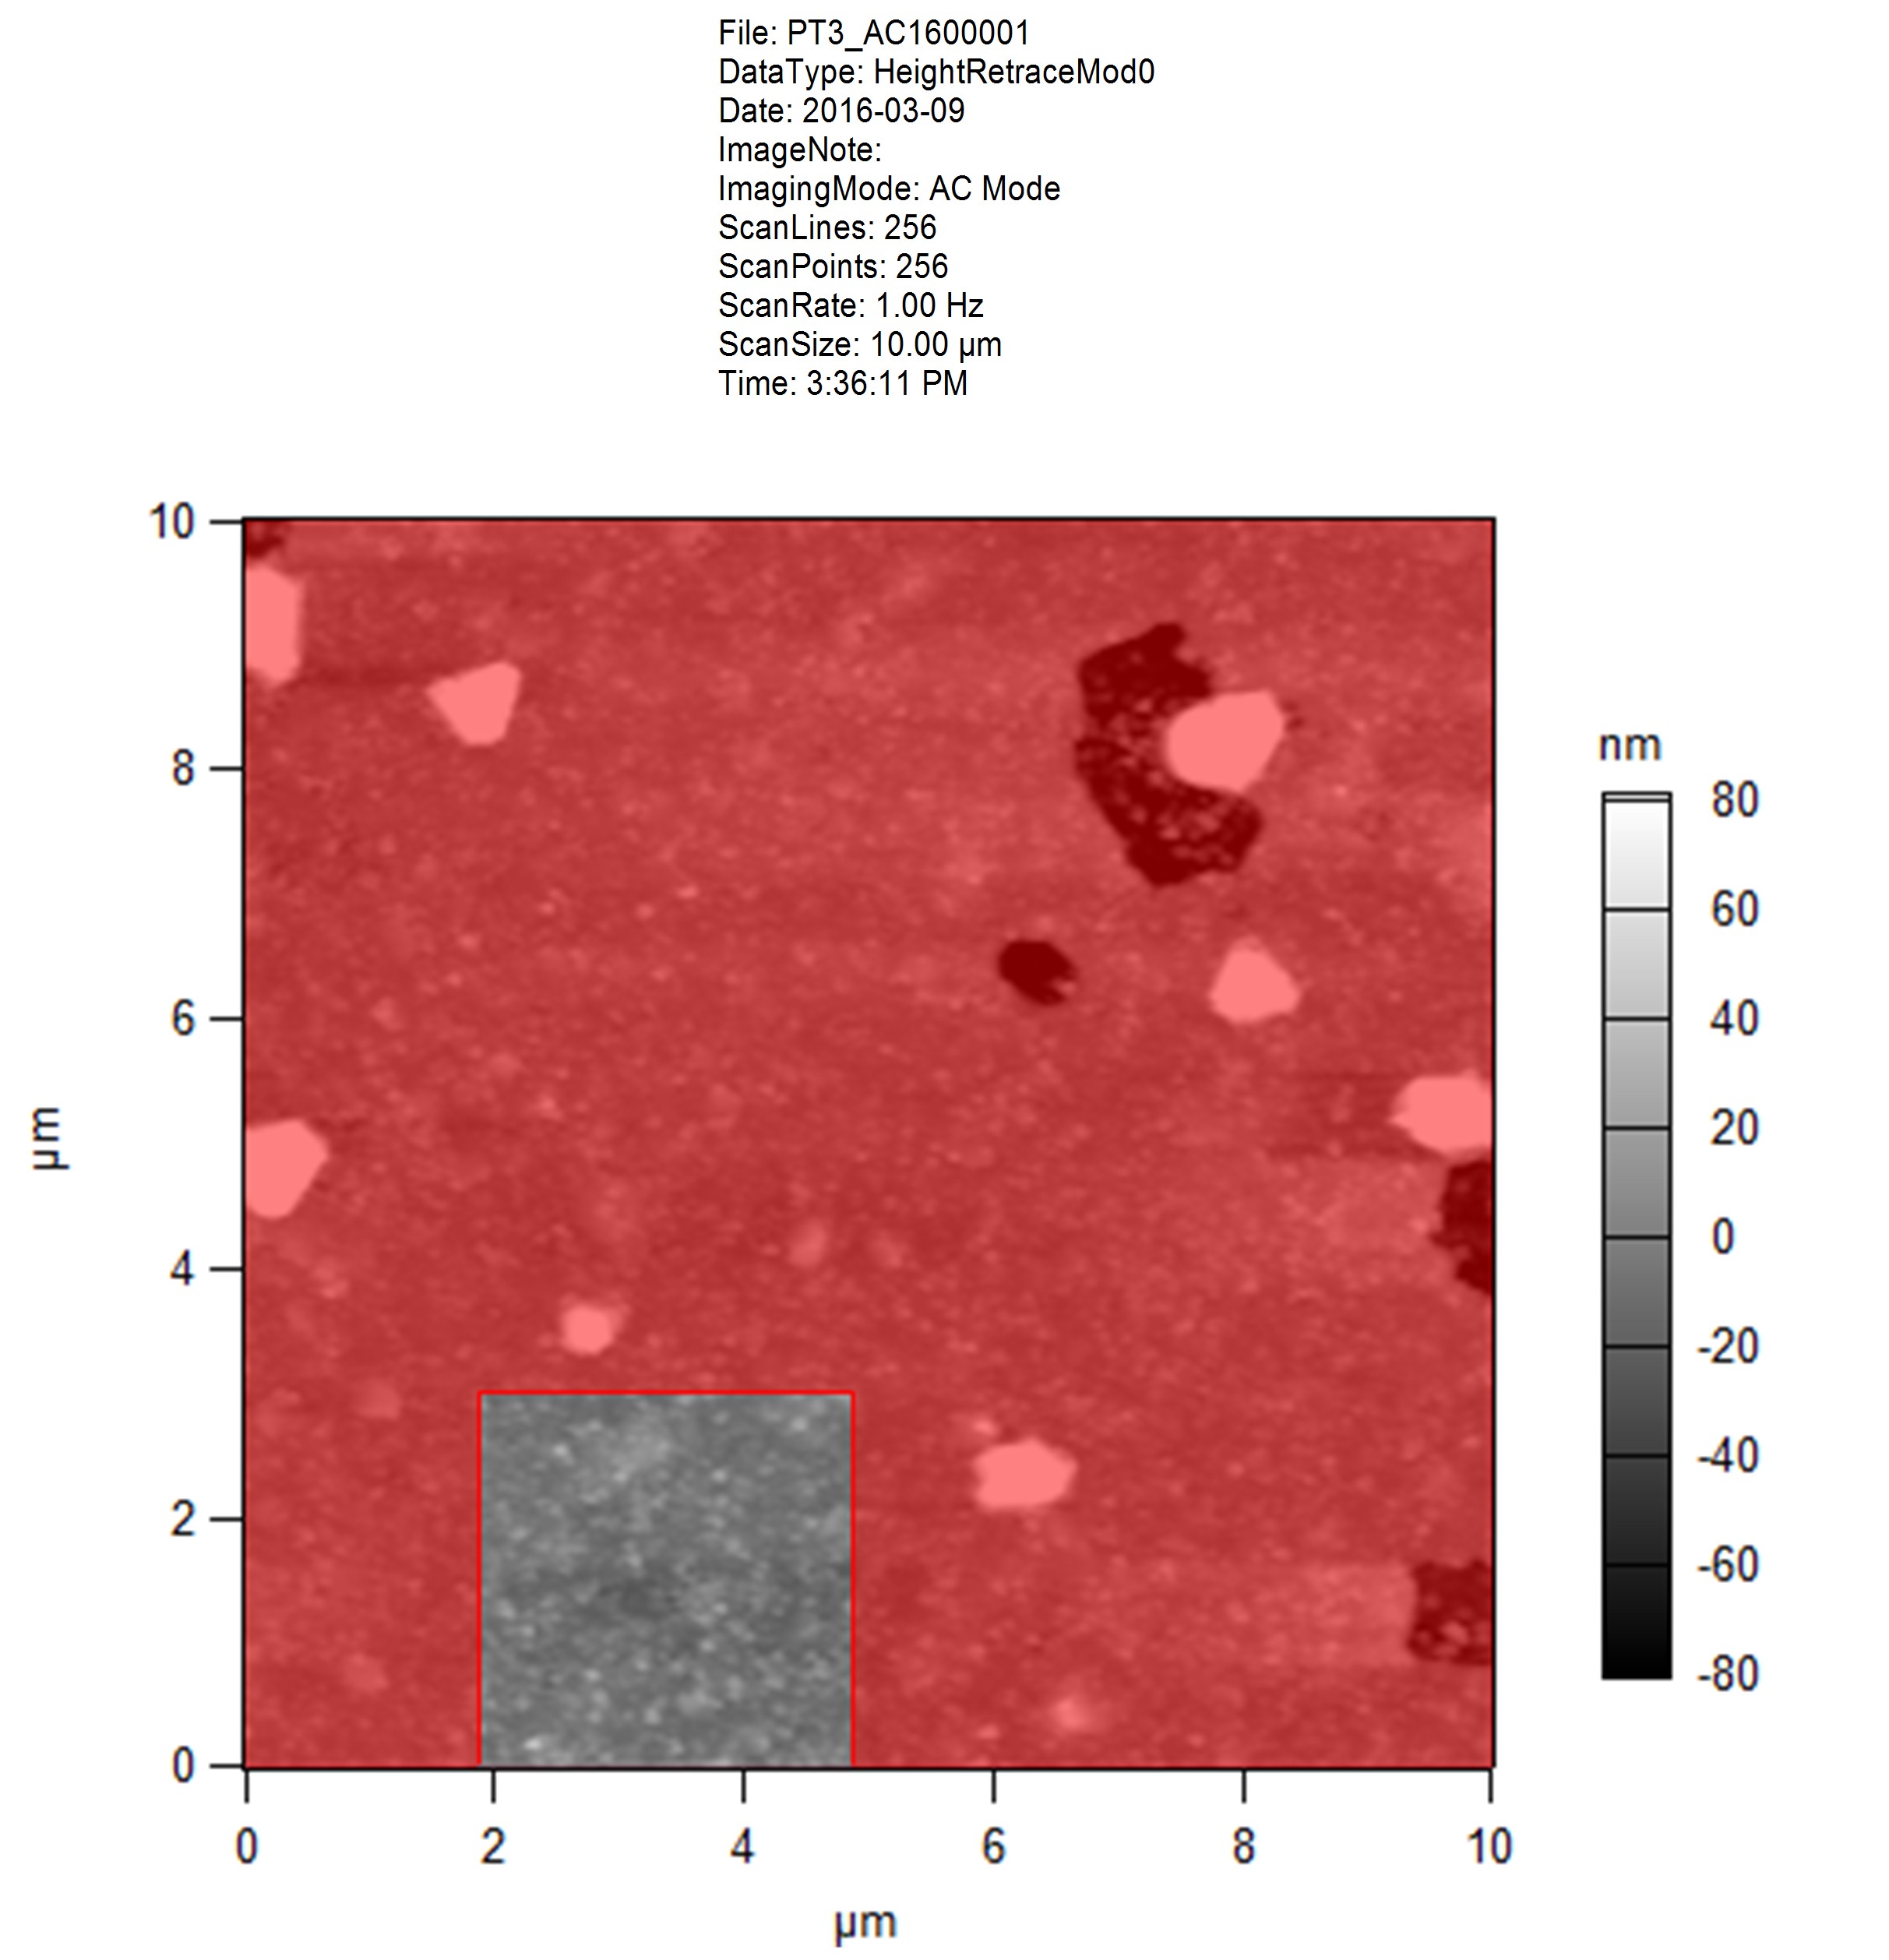 File: PT3_AC1600001
DataType: HeightRetraceMod0
Date: 2016-03-09
ImageNote:
ImagingMode: AC Mode
ScanLines: 256
ScanPoints: 256
ScanRate: 1.00 Hz
ScanSize: 10.00 µm
Time: 3:36:11 PM
10
8
6
4
2
0
µm
0 2 4 6 8 10
µm
nm
80
60
40
20
0
-20
-40
-60
-80